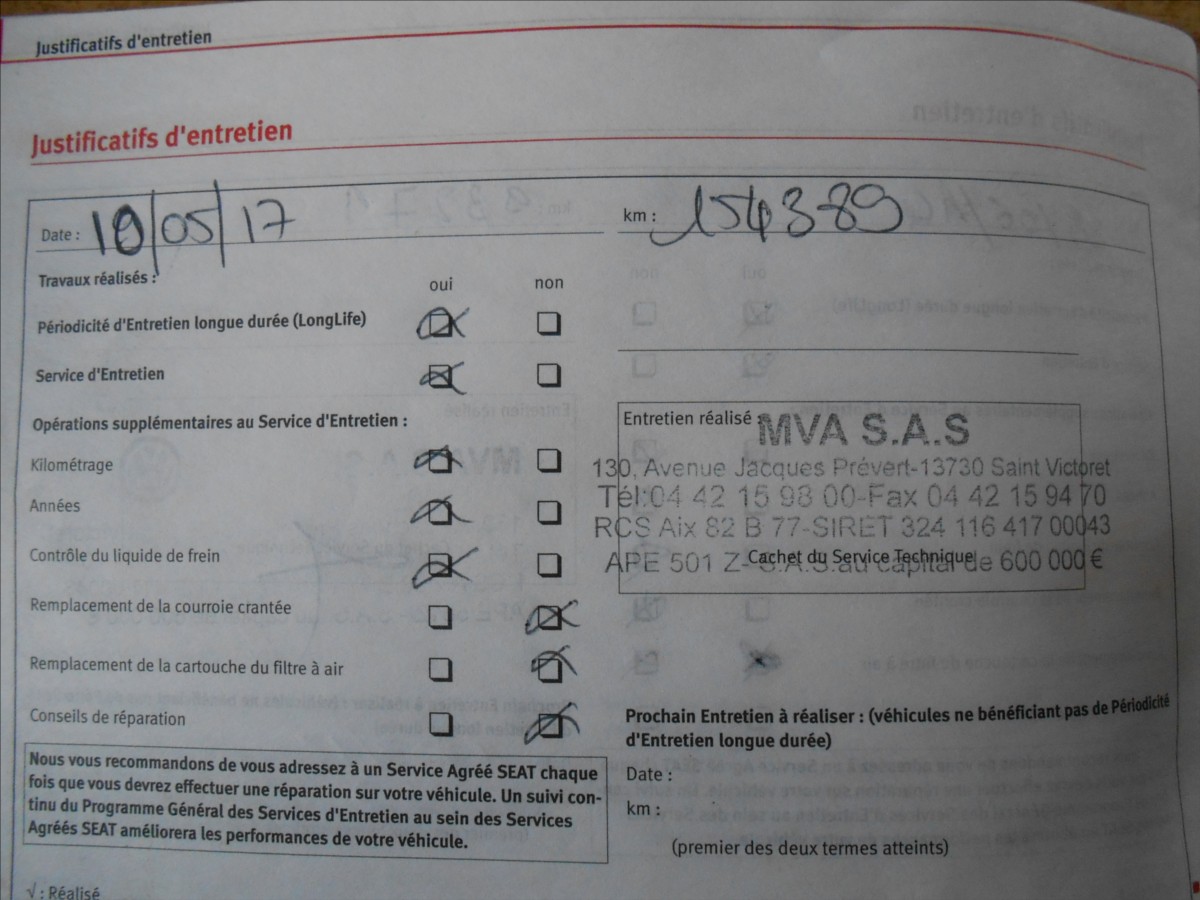 Justificatifs d'entretien
Justificatifs d'entretien
Date : 10/05/17
km : 154389
Travaux réalisés :
oui non
Périodicité d'Entretien longue durée (LongLife)
Service d'Entretien
Opérations supplémentaires au Service d'Entretien :
Kilométrage
Années
Contrôle du liquide de frein
Remplacement de la courroie crantée
Remplacement de la cartouche du filtre à air
Conseils de réparation
Nous vous recommandons de vous adressez à un Service Agréé SEAT chaque
fois que vous devrez effectuer une réparation sur votre véhicule. Un suivi con-
tinu du Programme Général des Services d'Entretien au sein des Services
Agréés SEAT améliorera les performances de votre véhicule.
√ : Réalisé
Entretien réalisé :
MVA S.A.S
130, Avenue Jacques Prévert-13730 Saint Victoret
Tél:04 42 15 98 00-Fax 04 42 15 94 70
RCS Aix 82 B 77-SIRET 324 116 417 00043
APE 501 Z- S.A.S.au capital de 600 000 €
Cachet du Service Technique
Prochain Entretien à réaliser : (véhicules ne bénéficiant pas de Périodicité
d'Entretien longue durée)
Date :
km :
(premier des deux termes atteints)